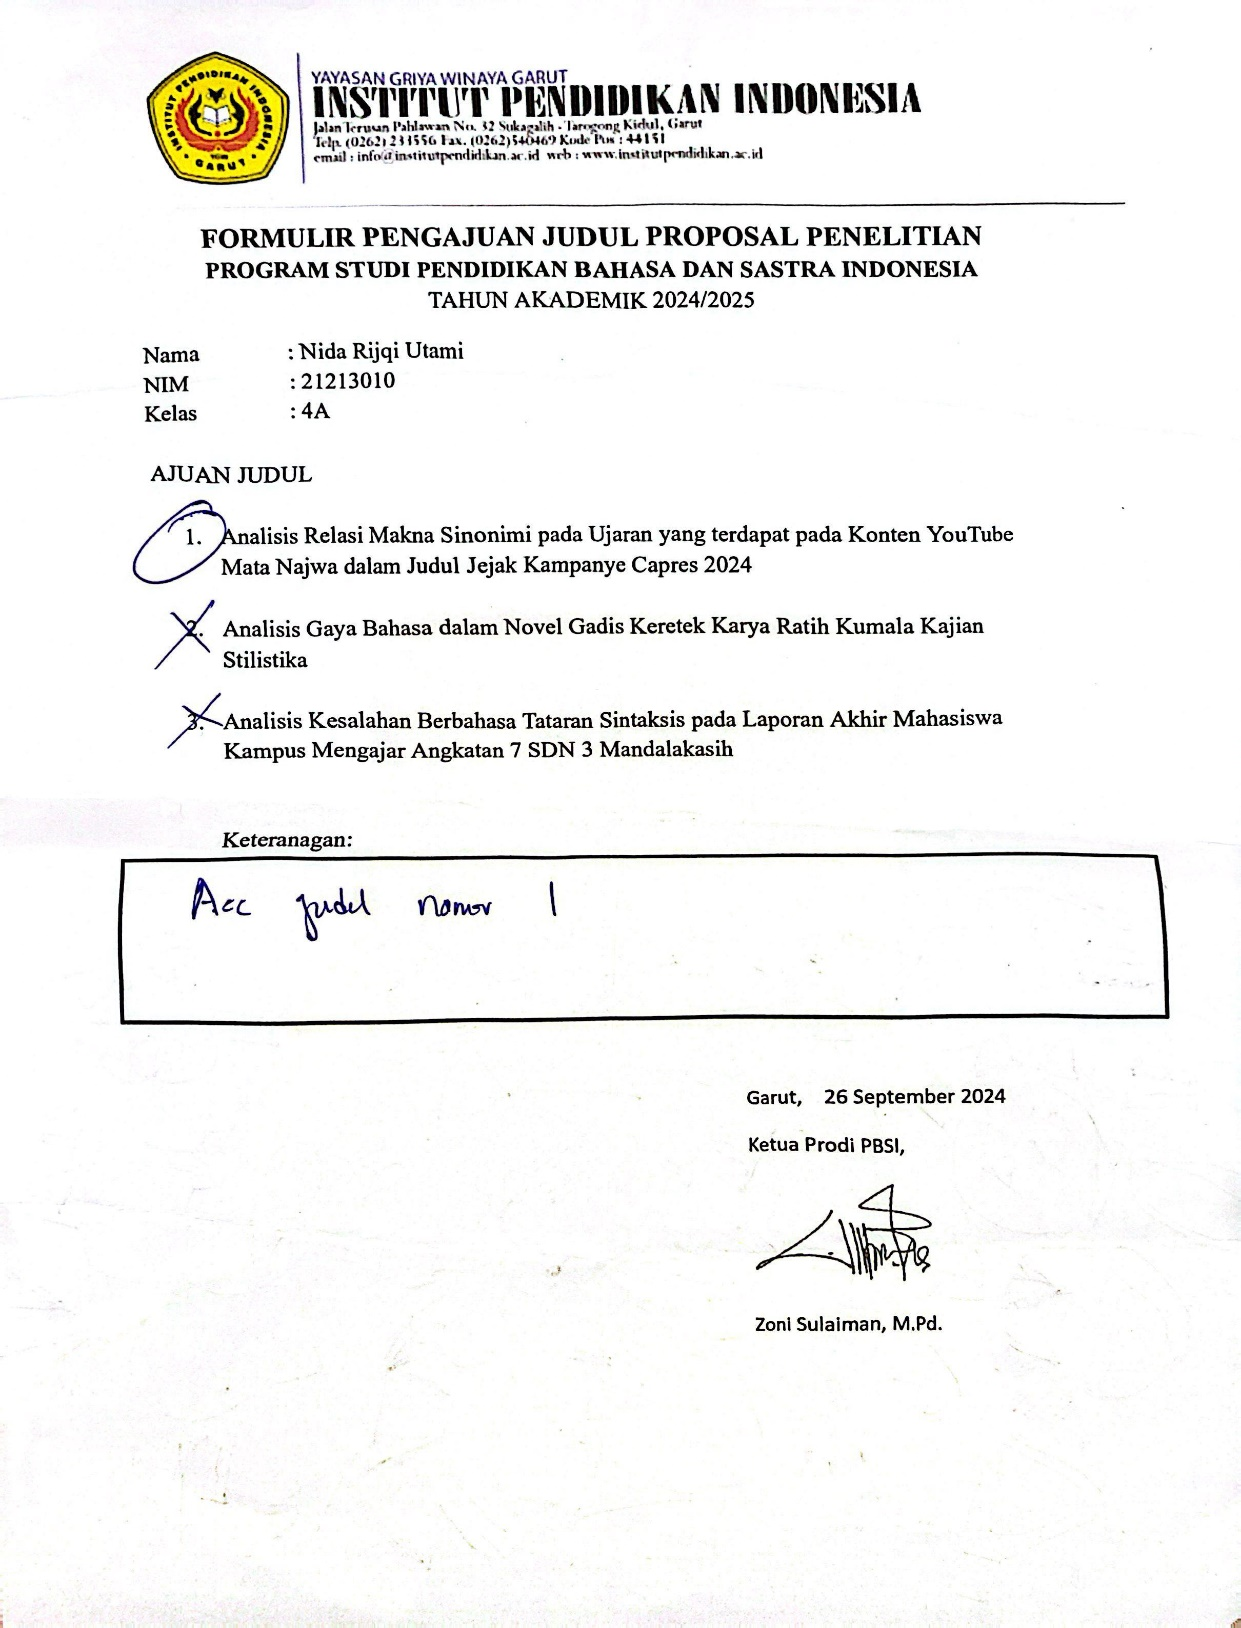 INSTITUT PENDIDIKAN INDONESIA
GARUT
YAYASAN GRIYA WINAYA GARUT
INSTITUT PENDIDIKAN INDONESIA
Jalan Terusan Pahlawan No. 32 Sukagalih - Tarogong Kidul, Garut
Telp. (0262) 233556 Fax. (0262) 540469 Kode Pos : 44151
email : info@institutpendidikan.ac.id web : www.institutpendidikan.ac.id
FORMULIR PENGAJUAN JUDUL PROPOSAL PENELITIAN
PROGRAM STUDI PENDIDIKAN BAHASA DAN SASTRA INDONESIA
TAHUN AKADEMIK 2024/2025
Nama : Nida Rijqi Utami
NIM : 21213010
Kelas : 4A
AJUAN JUDUL
1. Analisis Relasi Makna Sinonimi pada Ujaran yang terdapat pada Konten YouTube
Mata Najwa dalam Judul Jejak Kampanye Capres 2024
2. Analisis Gaya Bahasa dalam Novel Gadis Keretek Karya Ratih Kumala Kajian
Stilistika
3. Analisis Kesalahan Berbahasa Tataran Sintaksis pada Laporan Akhir Mahasiswa
Kampus Mengajar Angkatan 7 SDN 3 Mandalakasih
Keteranagan:
Acc judul nomor 1
Garut, 26 September 2024
Ketua Prodi PBSI,
Zoni Sulaiman, M.Pd.